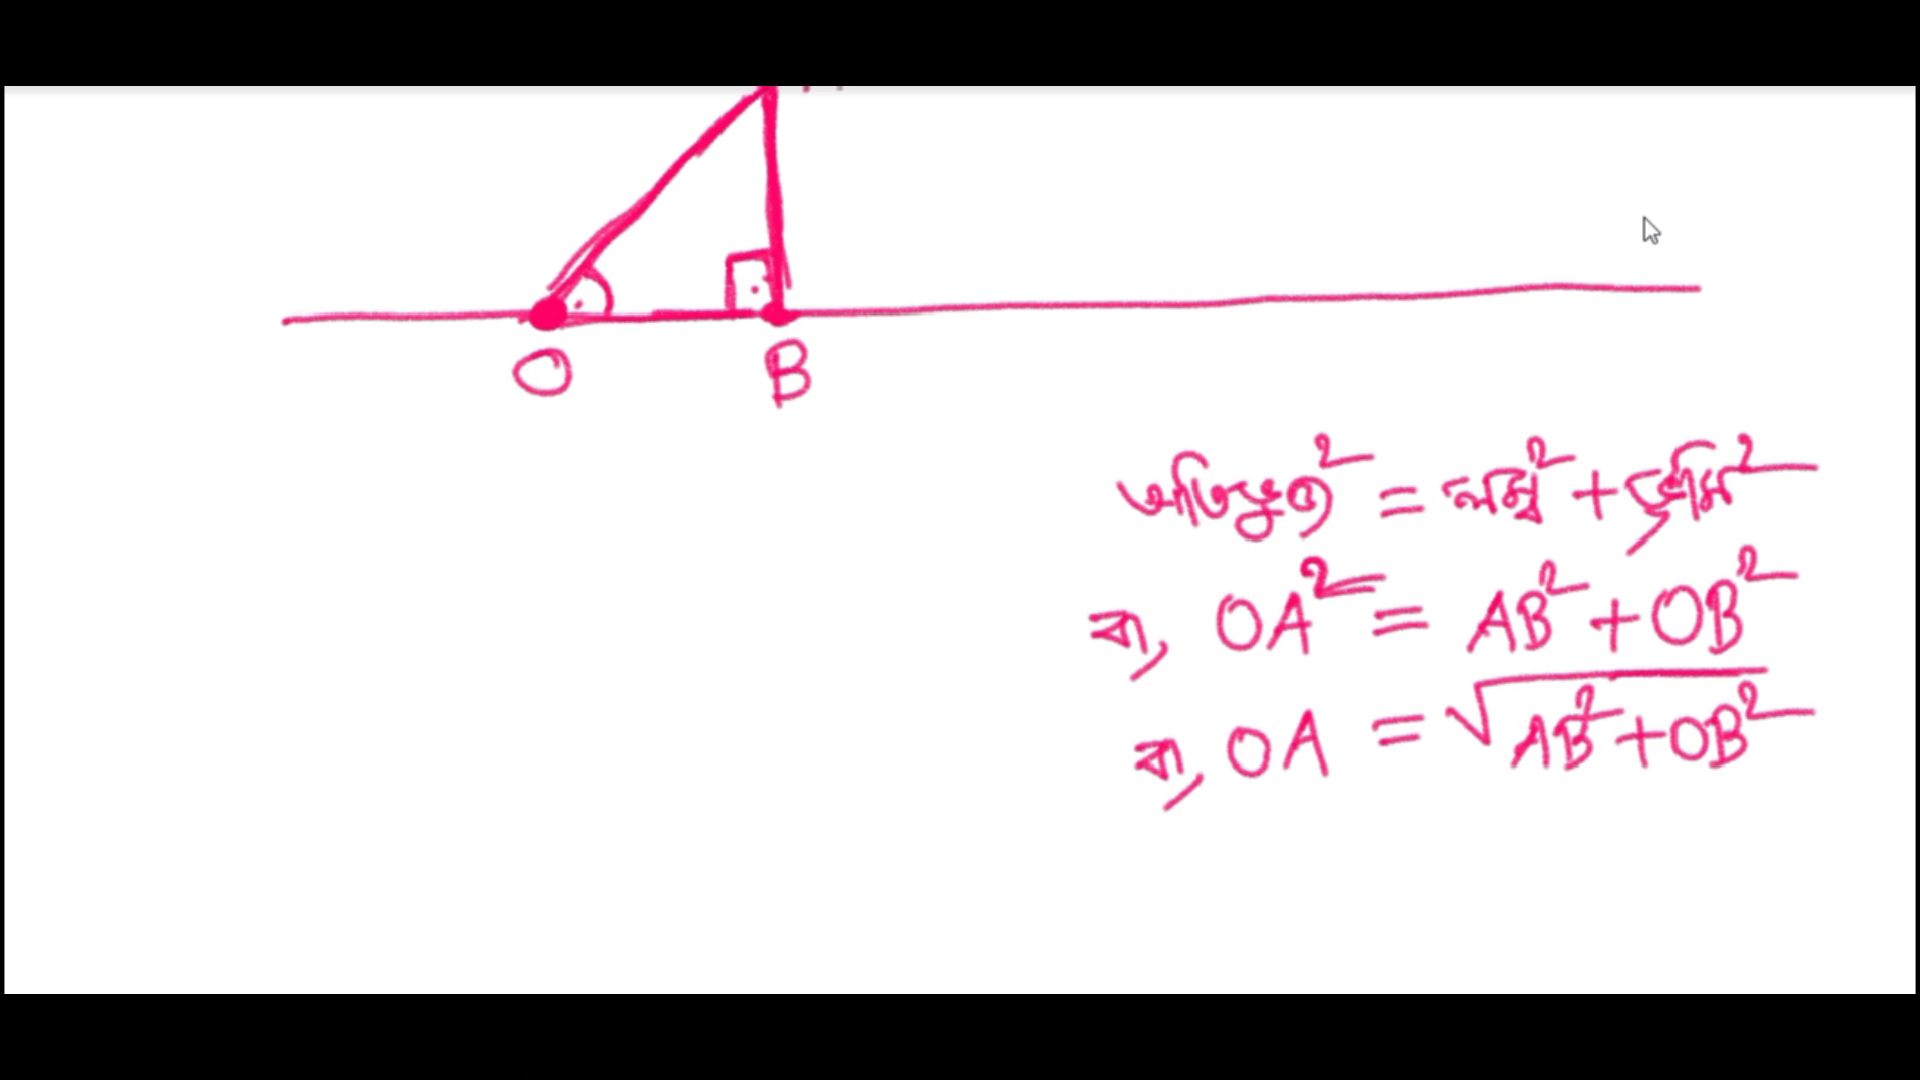 O B
অতিভুজ² = লম্ব² + ভূমি²
বা, OA² = AB² + OB²
বা, OA = √AB² + OB²